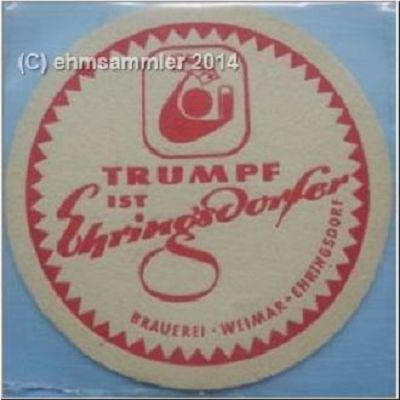 (C) ehmsammler 2014
TRUMPF
IST
Ehringsdorfer
BRAUEREI · WEIMAR · EHRINGSDORF